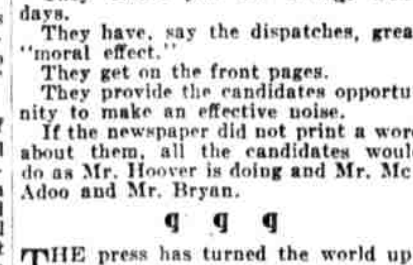 days.
They have, say the dispatches, grea
"moral effect."
They get on the front pages.
They provide the candidates opportu
nity to make an effective noise.
If the newspaper did not print a word
about them, all the candidates would
do as Mr. Hoover is doing and Mr. Mc
Adoo and Mr. Bryan.
¶ ¶ ¶
THE press has turned the world up